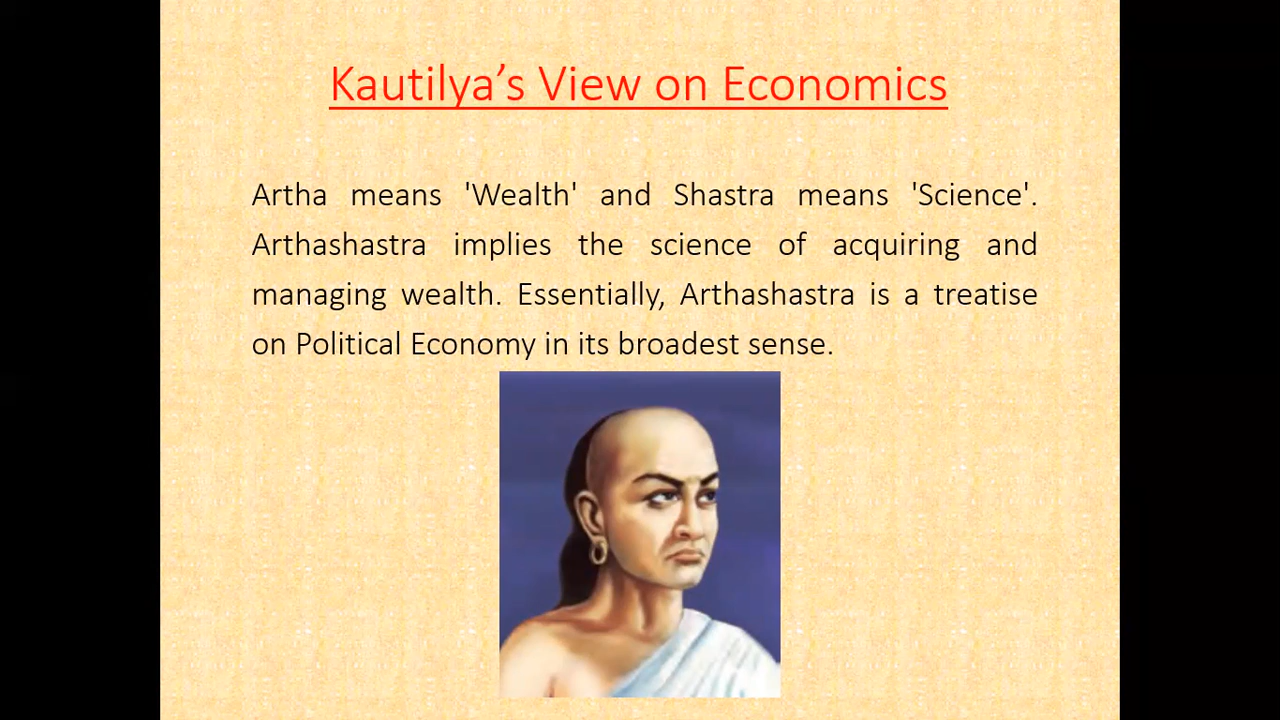 Kautilya’s View on Economics
Artha means 'Wealth' and Shastra means 'Science'.
Arthashastra implies the science of acquiring and
managing wealth. Essentially, Arthashastra is a treatise
on Political Economy in its broadest sense.